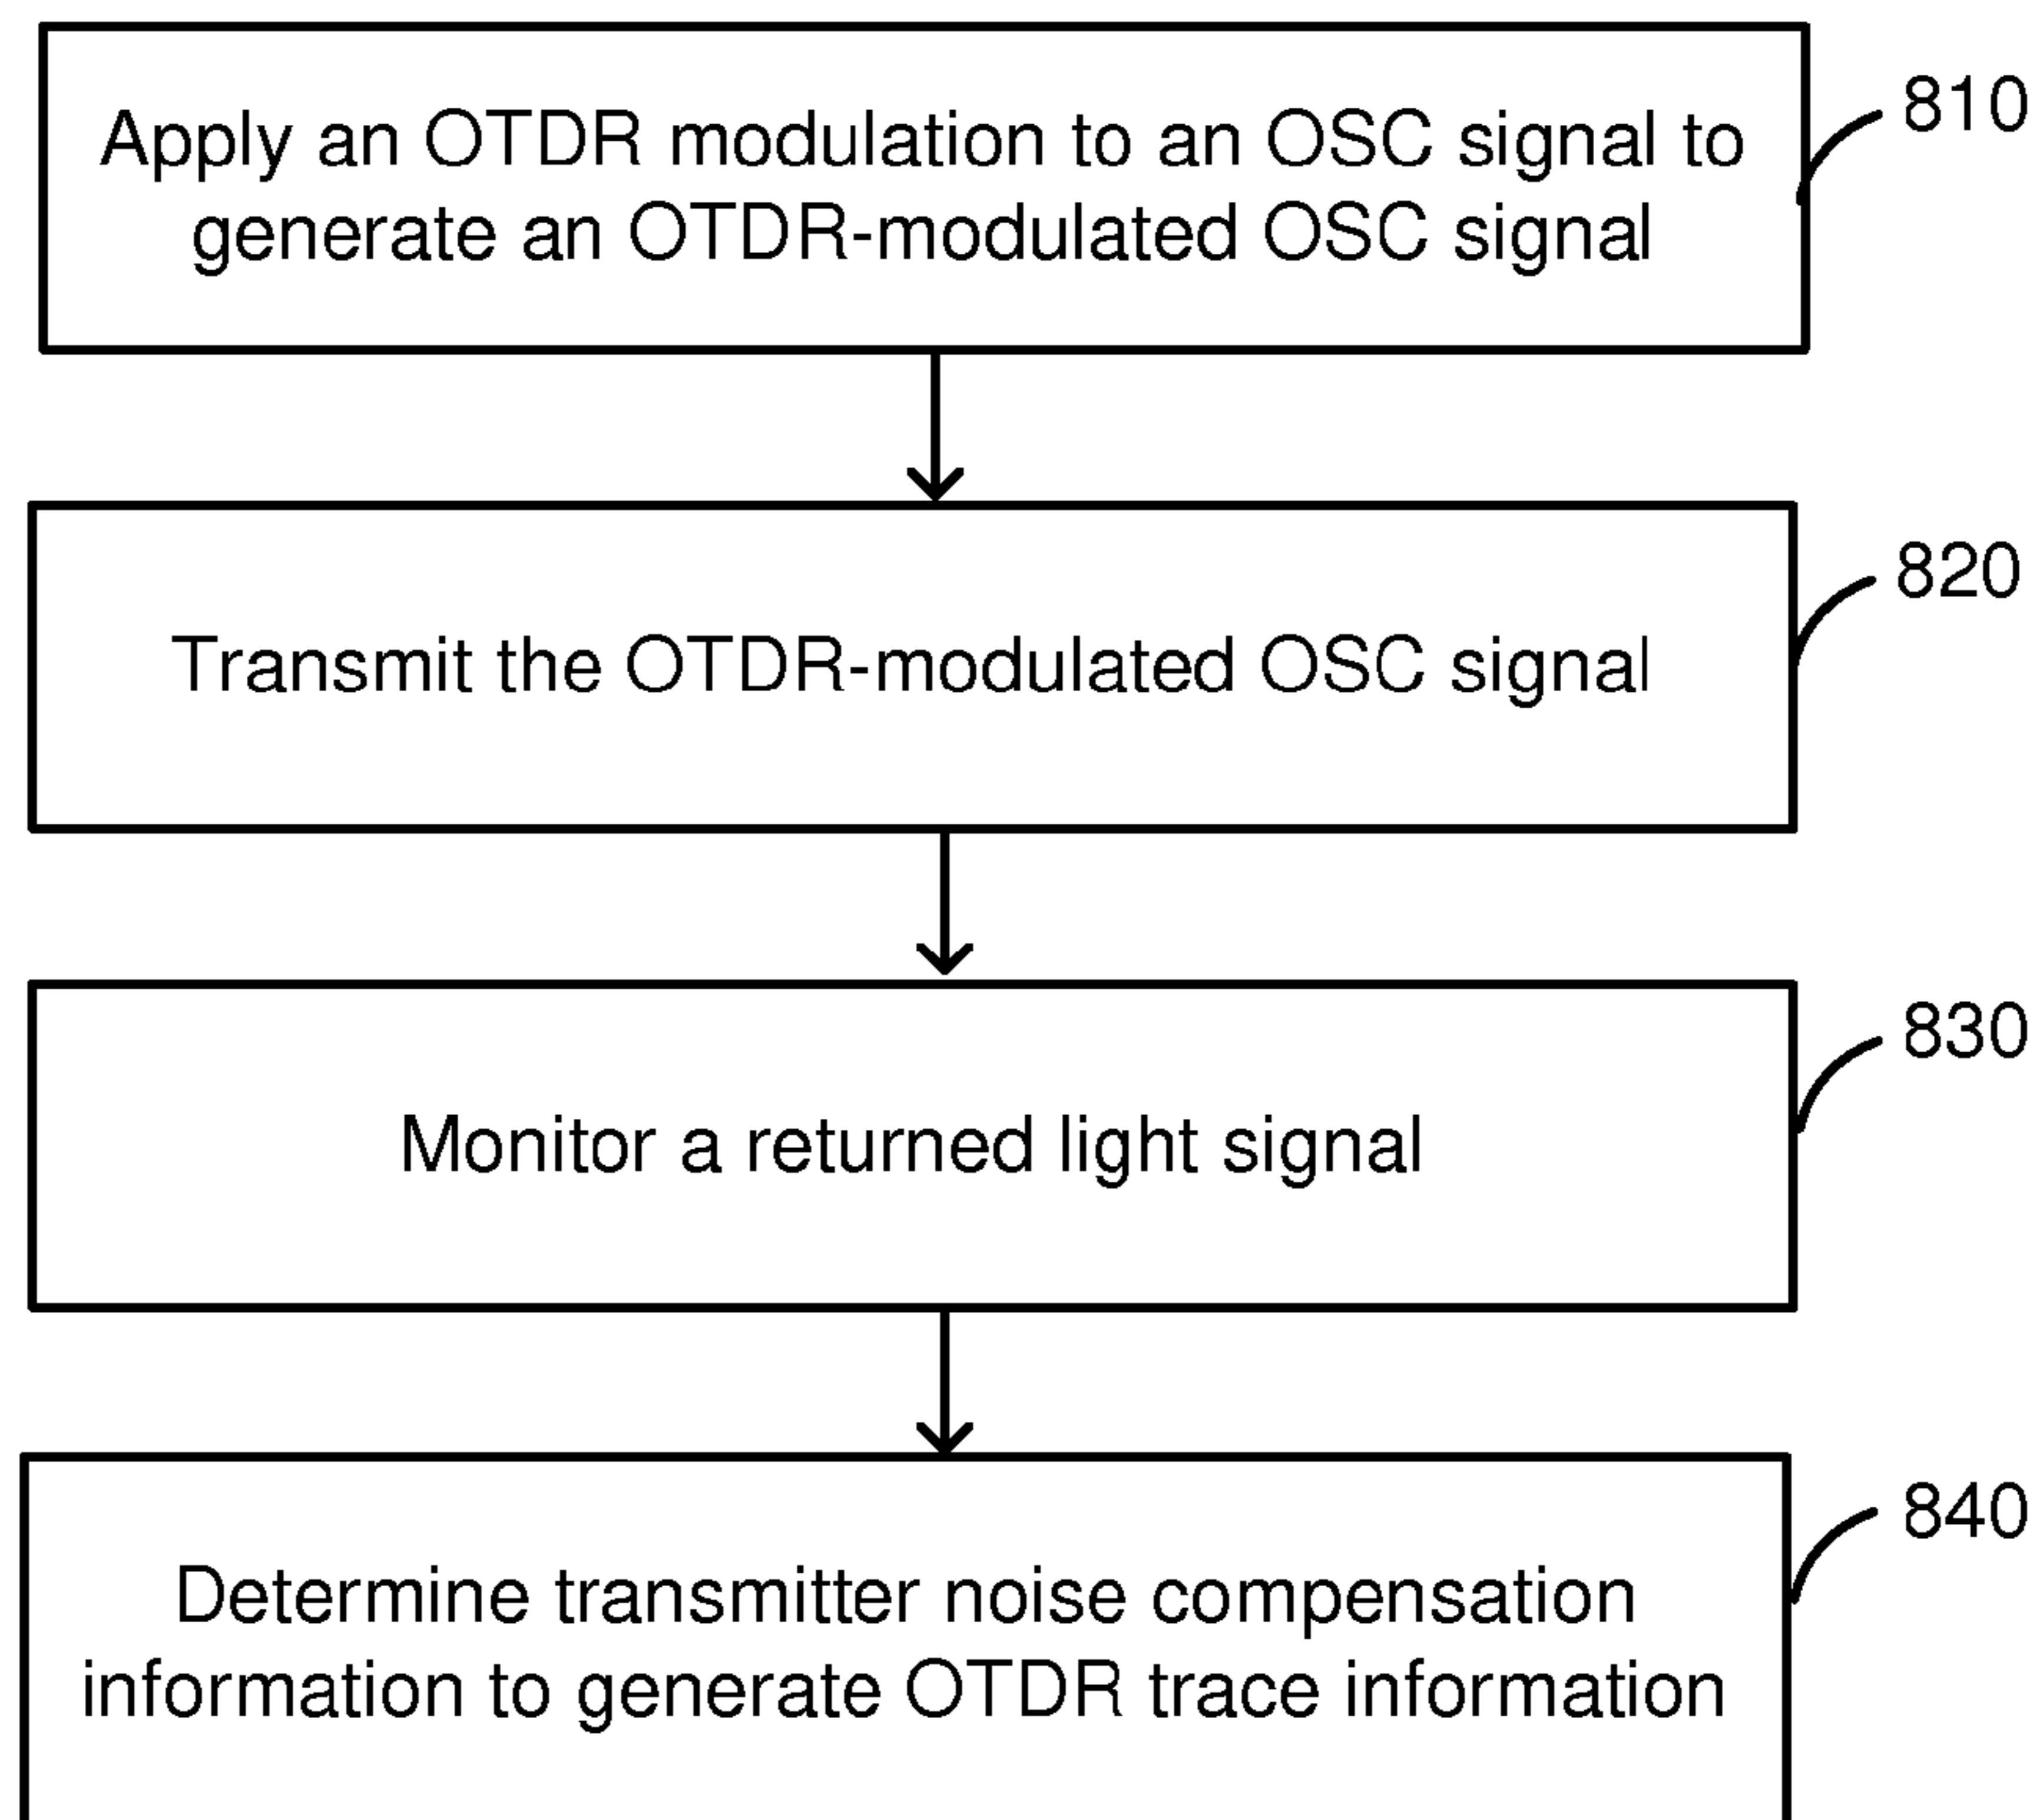 Apply an OTDR modulation to an OSC signal to
generate an OTDR-modulated OSC signal
810
Transmit the OTDR-modulated OSC signal
820
Monitor a returned light signal
830
Determine transmitter noise compensation
information to generate OTDR trace information
840